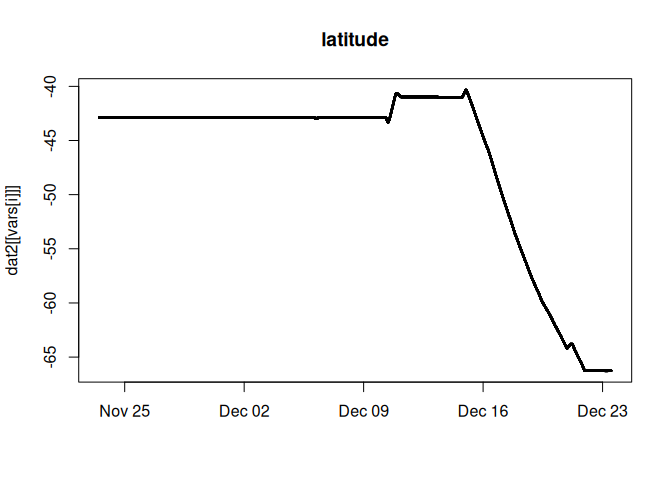 latitude
dat2[[vars[i]]]
-40
-45
-50
-55
-60
-65
Nov 25
Dec 02
Dec 09
Dec 16
Dec 23